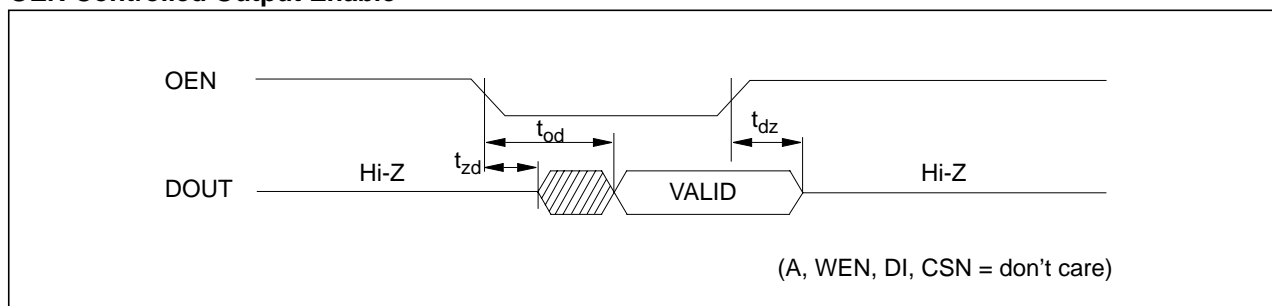 OEN Controlled Output Enable
OEN
t_od
t_dz
t_zd
Hi-Z
Hi-Z
DOUT
VALID
(A, WEN, DI, CSN = don't care)